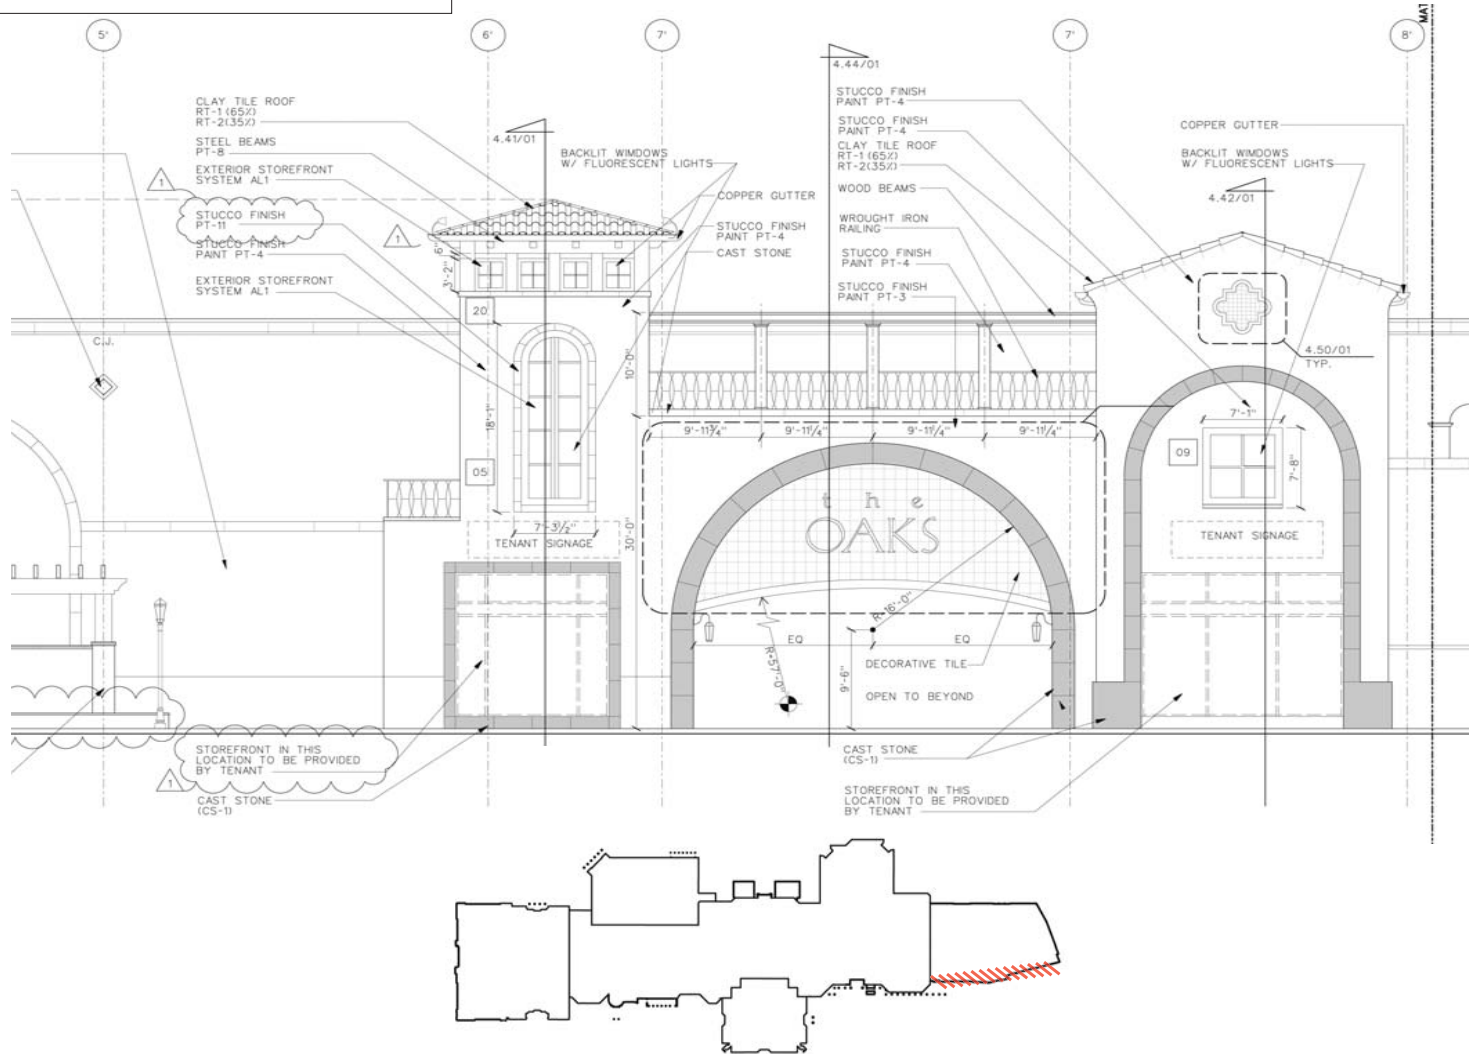 MAT
5'
6'
7'
7'
8'
CLAY TILE ROOF
RT-1 (65%)
RT-2(35%)
STEEL BEAMS
PT-8
EXTERIOR STOREFRONT
SYSTEM AL1
1
STUCCO FINISH
PT-11
STUCCO FINISH
PAINT PT-4
EXTERIOR STOREFRONT
SYSTEM AL1
C.J.
4.41/01
BACKLIT WIMDOWS
W/ FLUORESCENT LIGHTS
COPPER GUTTER
STUCCO FINISH
PAINT PT-4
CAST STONE
1
6"
3'-2"
20
18'-1"
05
7'-3½"
TENANT SIGNAGE
10'-0"
30'-0"
4.44/01
STUCCO FINISH
PAINT PT-4
STUCCO FINISH
PAINT PT-4
CLAY TILE ROOF
RT-1 (65%)
RT-2(35%)
WOOD BEAMS
WROUGHT IRON
RAILING
STUCCO FINISH
PAINT PT-4
STUCCO FINISH
PAINT PT-3
9'-11¾"
9'-11¼"
9'-11¼"
9'-11¼"
the
OAKS
R=16'-0"
R=57'-0"
EQ
EQ
9'-6"
DECORATIVE TILE
OPEN TO BEYOND
COPPER GUTTER
BACKLIT WIMDOWS
W/ FLUORESCENT LIGHTS
4.42/01
4.50/01
TYP.
7'-1"
09
7'-8"
TENANT SIGNAGE
STOREFRONT IN THIS
LOCATION TO BE PROVIDED
BY TENANT
1
CAST STONE
(CS-1)
CAST STONE
(CS-1)
STOREFRONT IN THIS
LOCATION TO BE PROVIDED
BY TENANT